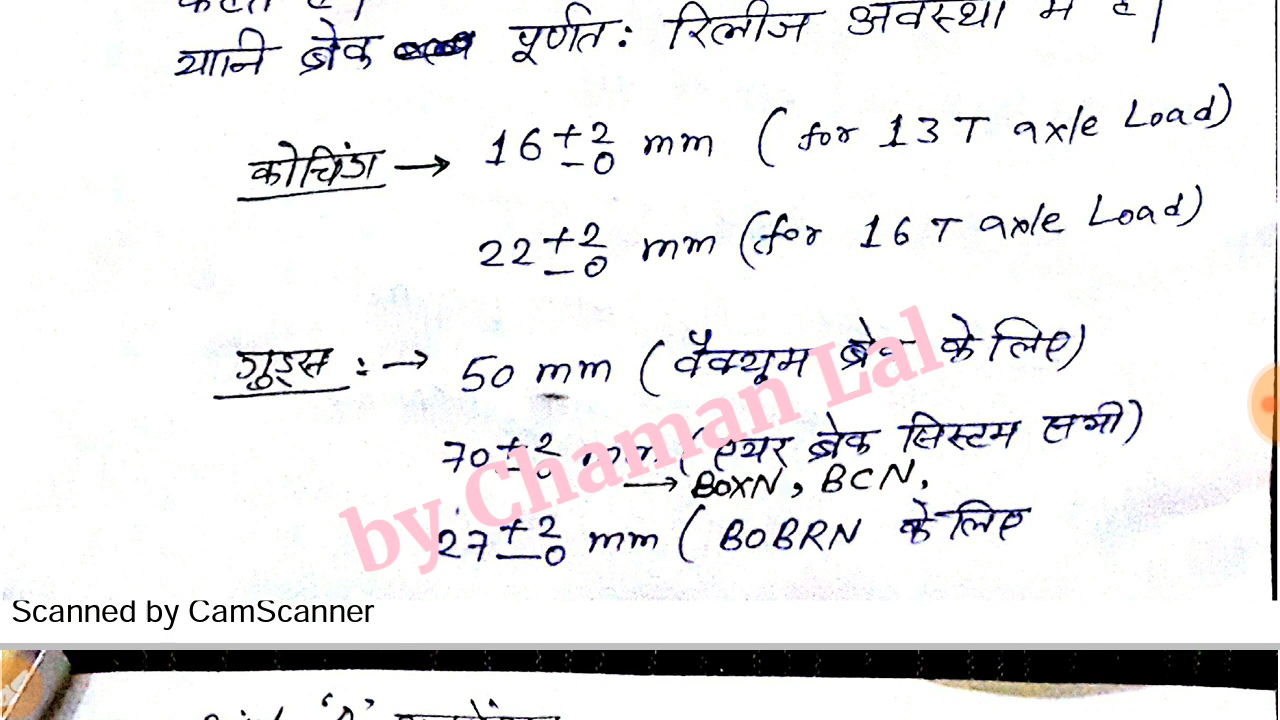 कहते है।
यानि ब्रेक पूर्णत: रिलीज अवस्था में है।
कोचिंग → 16 +2 -0 mm (for 13 T axle Load)
22 +2 -0 mm (for 16 T axle Load)
गुड्स :→ 50 mm (वैक्यूम ब्रेक के लिए)
70 +2 -0 mm (एयर ब्रेक सिस्टम सभी)
→ BOXN, BCN,
27 +2 -0 mm (BOBRN के लिए
by Chaman Lal
Scanned by CamScanner